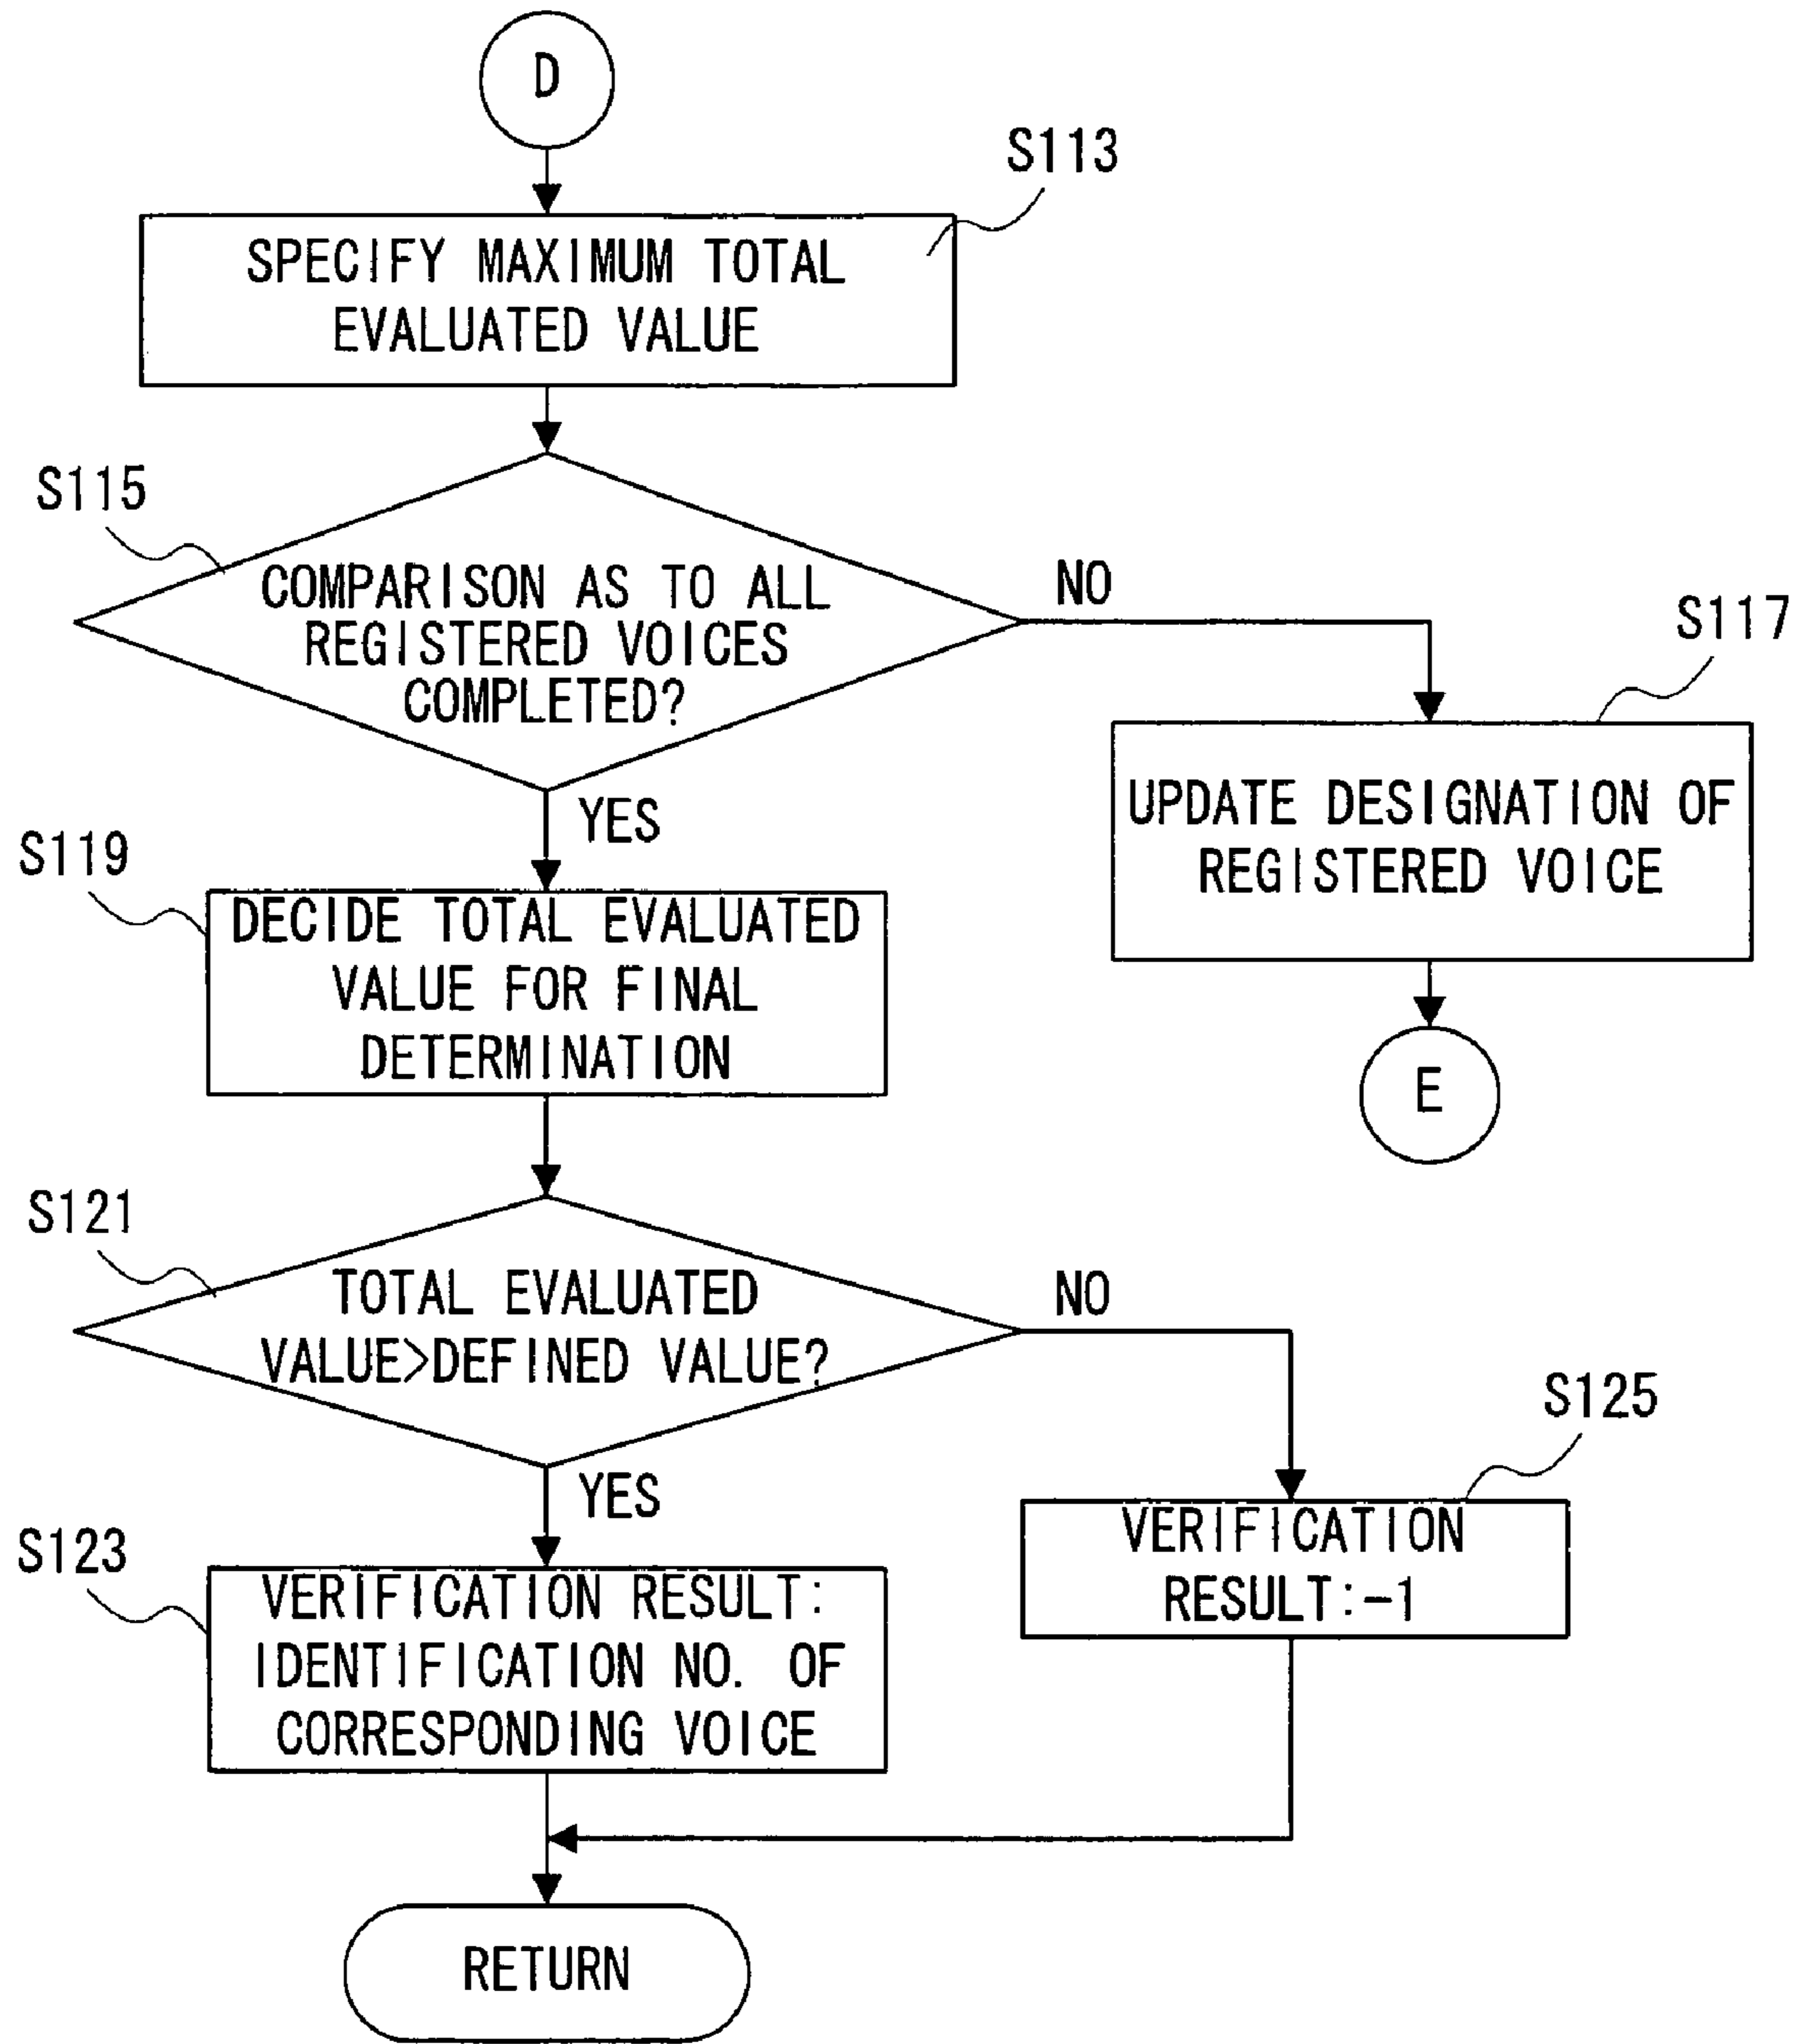 D
S113
SPECIFY MAXIMUM TOTAL
EVALUATED VALUE
S115
COMPARISON AS TO ALL
REGISTERED VOICES
COMPLETED?
NO
S117
UPDATE DESIGNATION OF
REGISTERED VOICE
E
YES
S119
DECIDE TOTAL EVALUATED
VALUE FOR FINAL
DETERMINATION
S121
TOTAL EVALUATED
VALUE>DEFINED VALUE?
NO
S125
VERIFICATION
RESULT:-1
YES
S123
VERIFICATION RESULT:
IDENTIFICATION NO. OF
CORRESPONDING VOICE
RETURN